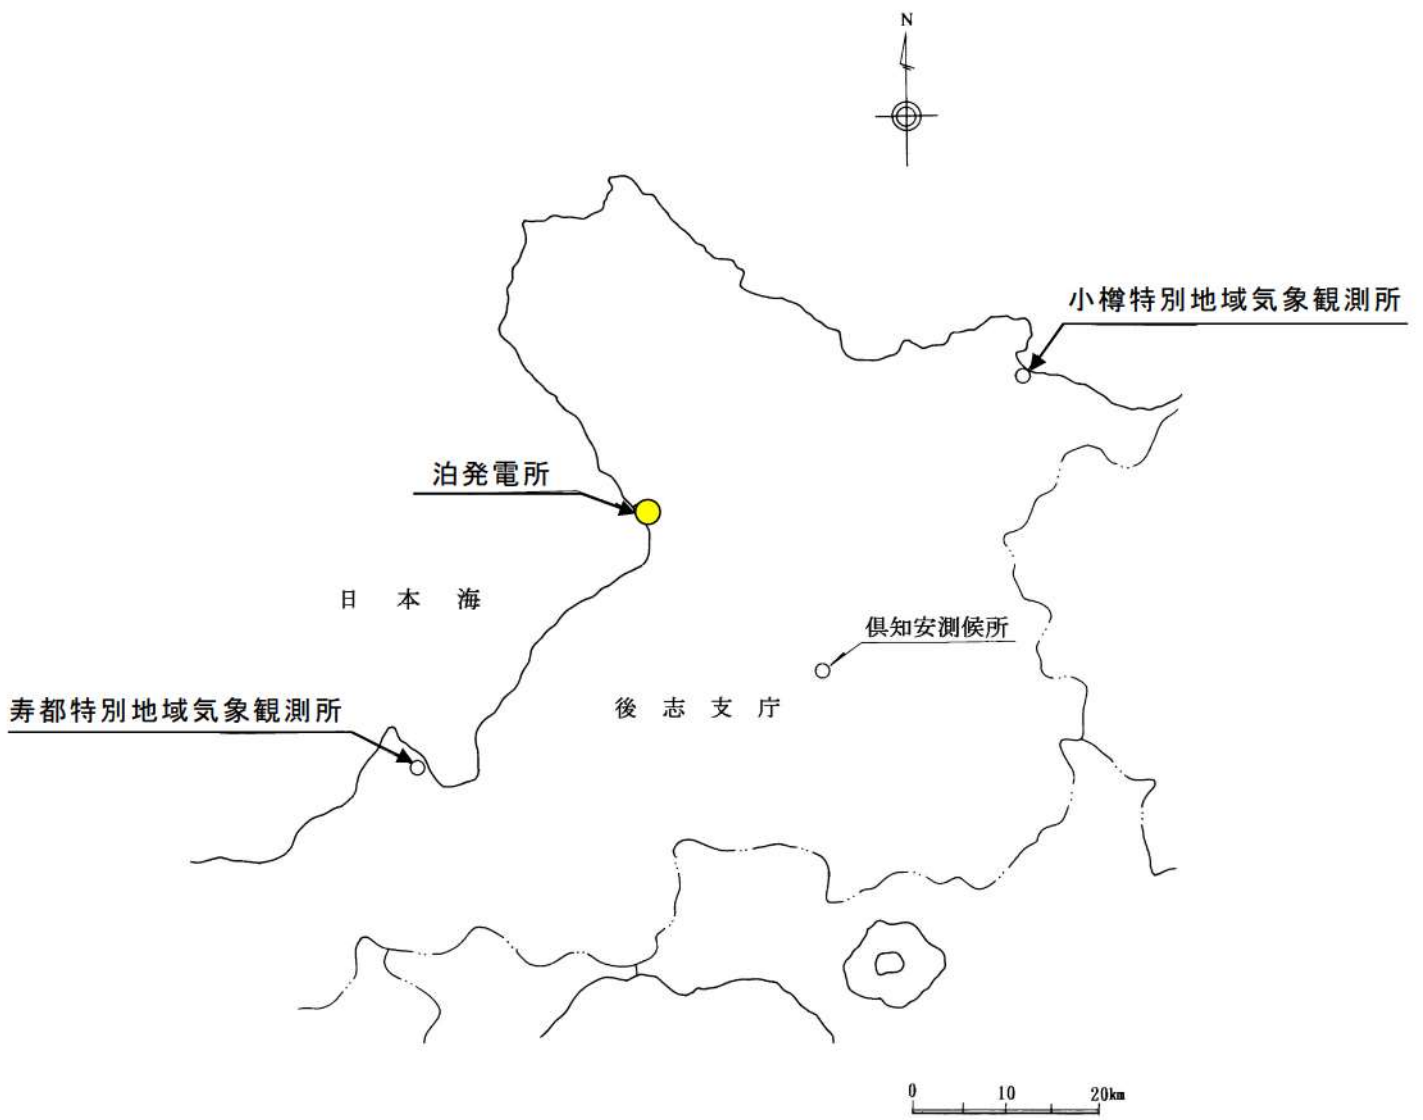 N
小樽特別地域気象観測所
泊発電所
日本海
倶知安測候所
後志支庁
寿都特別地域気象観測所
0 10 20km